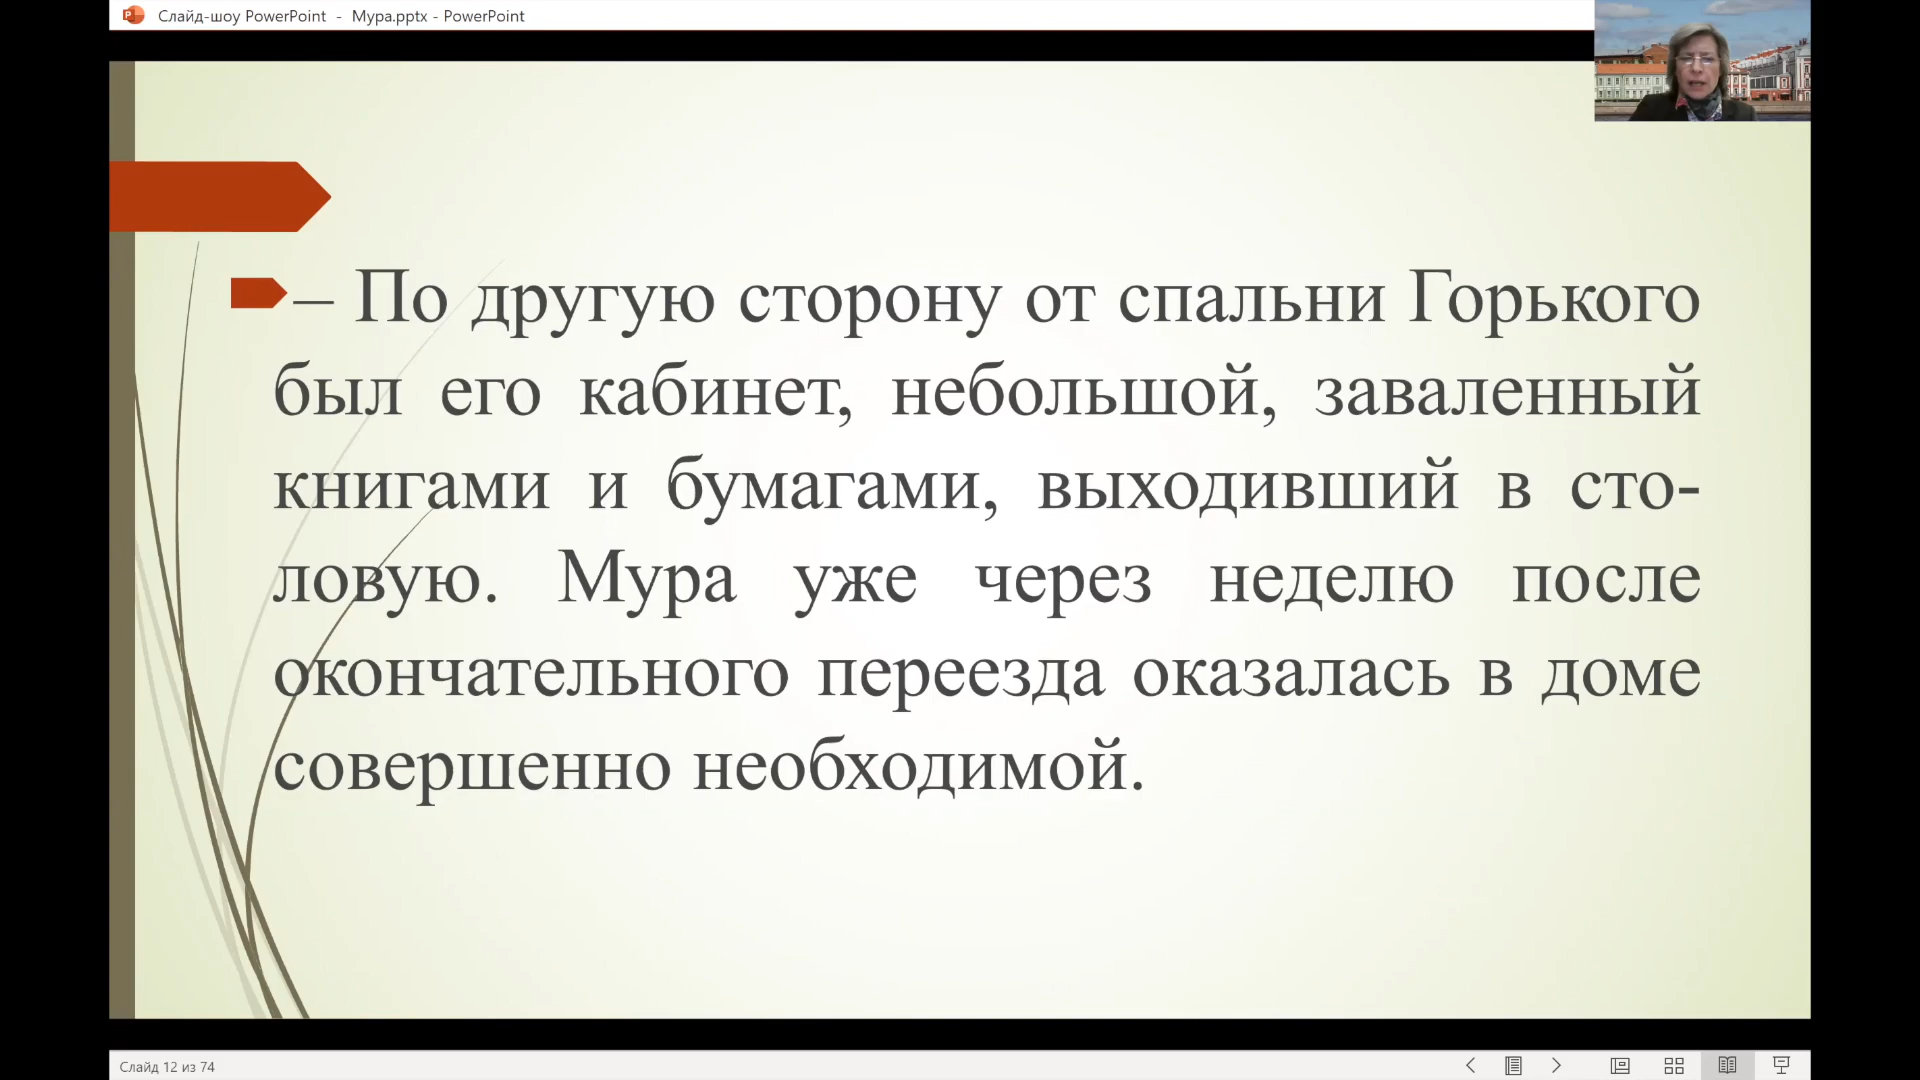 Слайд-шоу PowerPoint - Мура.pptx - PowerPoint
– По другую сторону от спальни Горького
был его кабинет, небольшой, заваленный
книгами и бумагами, выходивший в сто-
ловую. Мура уже через неделю после
окончательного переезда оказалась в доме
совершенно необходимой.
Слайд 12 из 74